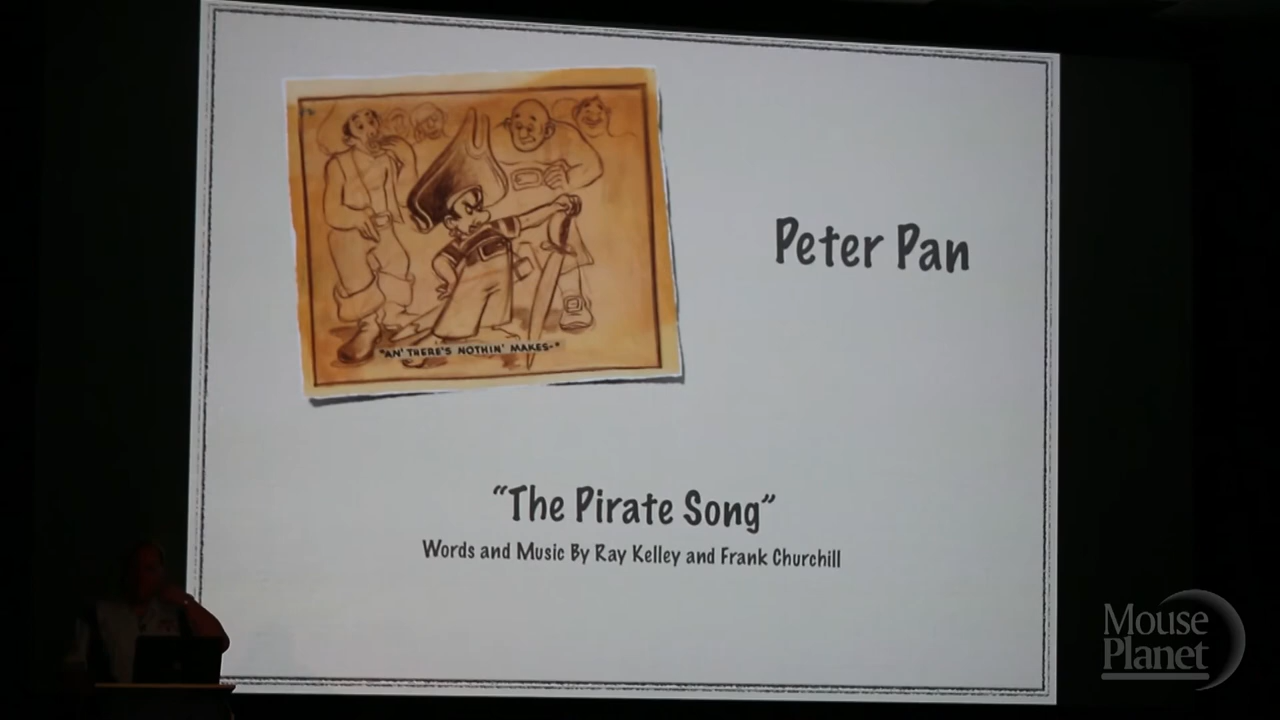 "AN' THERE'S NOTHIN' MAKES-"
Peter Pan
“The Pirate Song”
Words and Music By Ray Kelley and Frank Churchill
Mouse
Planet